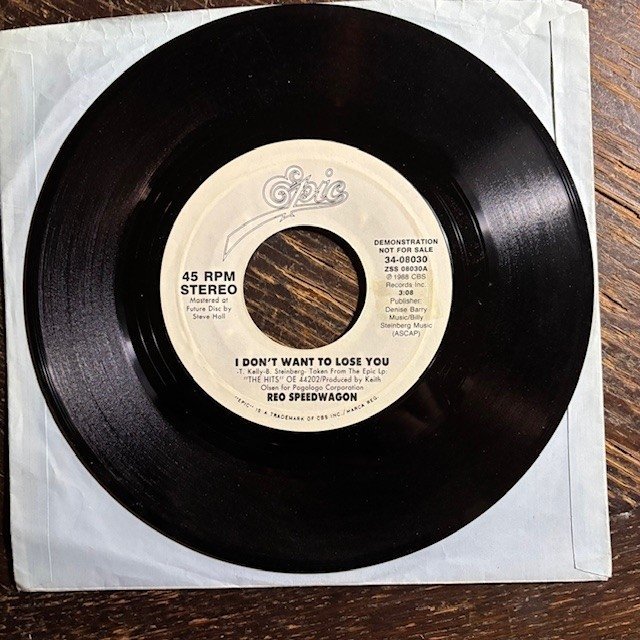 Epic
DEMONSTRATION
NOT FOR SALE
34-08030
ZSS 08030A
℗ 1988 CBS
Records Inc.
3:08
Publisher:
Denise Barry
Music/Billy
Steinberg Music
(ASCAP)
45 RPM
STEREO
Mastered at
Future Disc by
Steve Hall
I DON'T WANT TO LOSE YOU
-T. Kelly-B. Steinberg- Taken From The Epic Lp:
"THE HITS" OE 44202/Produced by Keith
Olsen for Pogologo Corporation
REO SPEEDWAGON
"EPIC" IS A TRADEMARK OF CBS INC./MARCA REG.